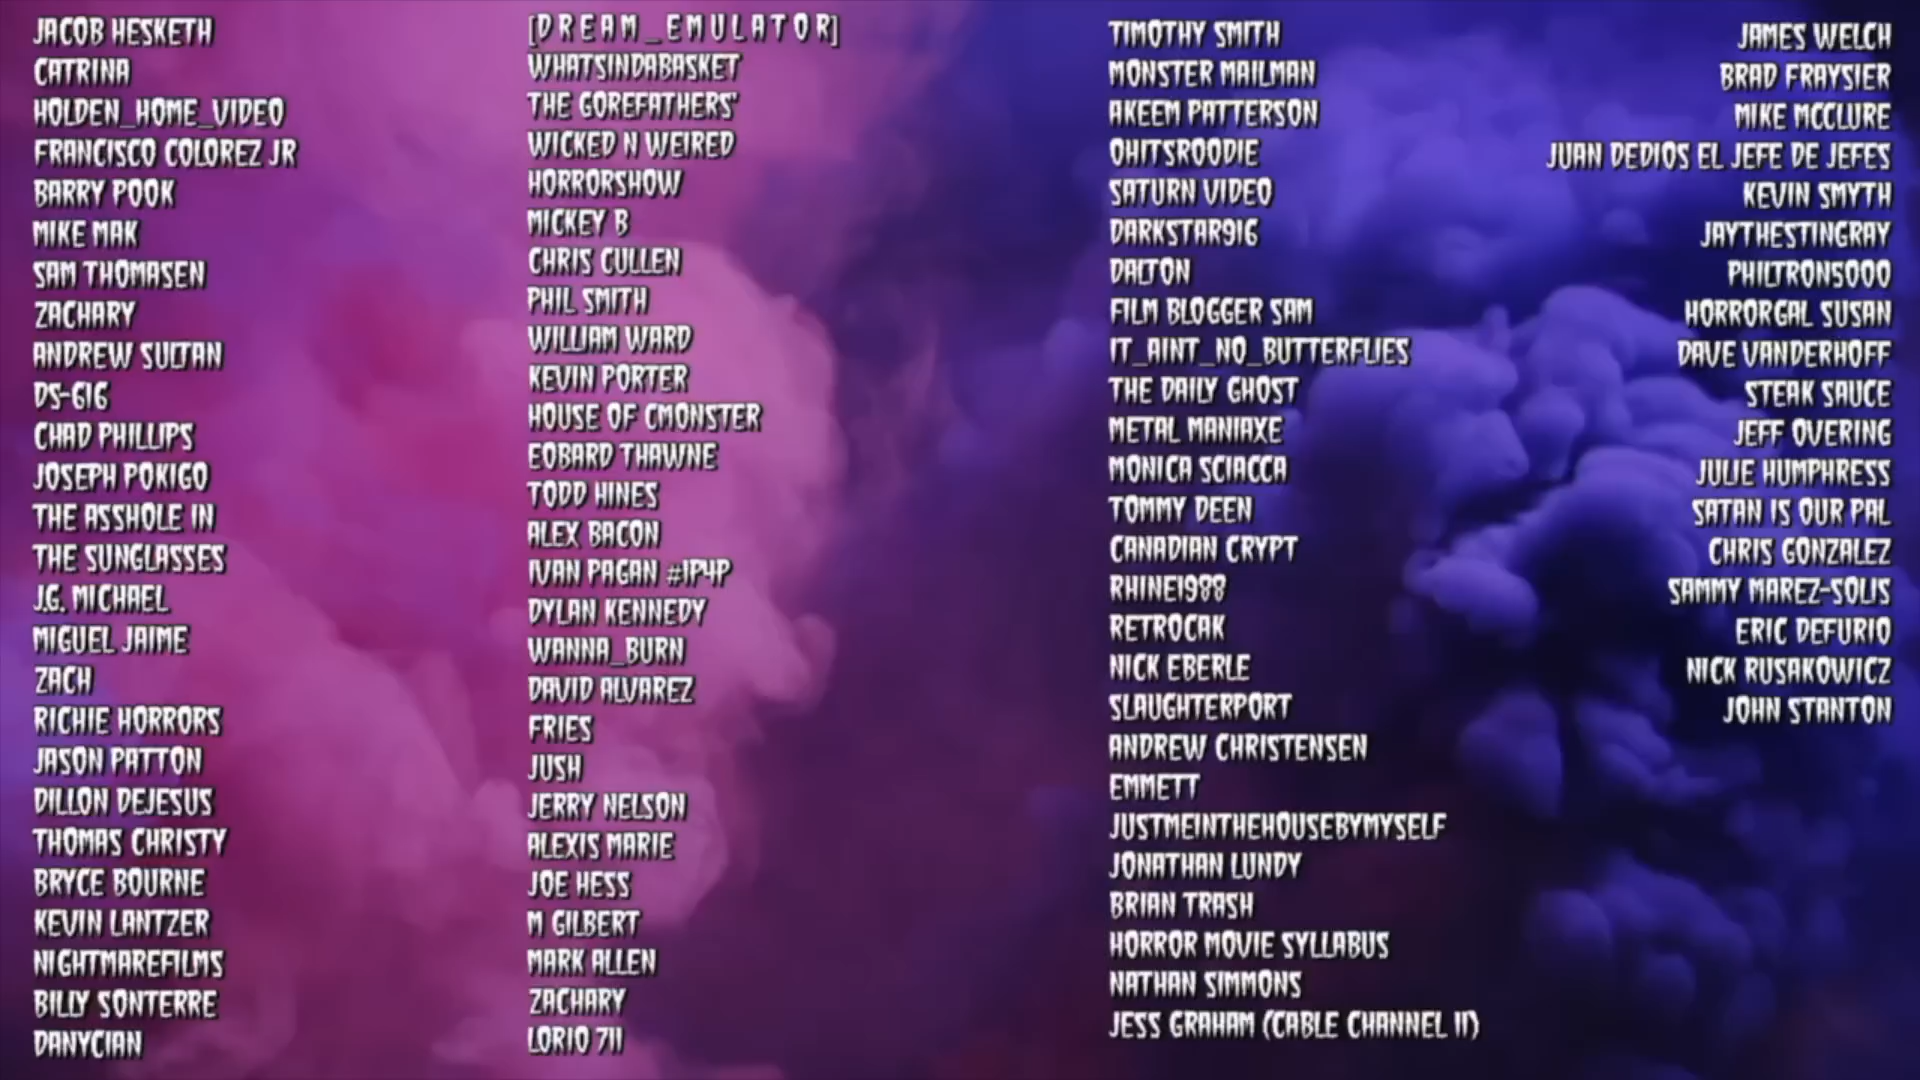 JACOB HESKETH
CATRINA
HOLDEN_HOME_VIDEO
FRANCISCO COLOREZ JR
BARRY POOK
MIKE MAK
SAM THOMASEN
ZACHARY
ANDREW SULTAN
DS-616
CHAD PHILLIPS
JOSEPH POKIGO
THE ASSHOLE IN
THE SUNGLASSES
J.G. MICHAEL
MIGUEL JAIME
ZACH
RICHIE HORRORS
JASON PATTON
DILLON DEJESUS
THOMAS CHRISTY
BRYCE BOURNE
KEVIN LANTZER
NIGHTMAREFILMS
BILLY SONTERRE
DANYCIAN
[D R E A M _ E M U L A T O R]
WHATSINDABASKET
THE GOREFATHERS'
WICKED N WEIRED
HORRORSHOW
MICKEY B
CHRIS CULLEN
PHIL SMITH
WILLIAM WARD
KEVIN PORTER
HOUSE OF CMONSTER
EOBARD THAWNE
TODD HINES
ALEX BACON
IVAN PAGAN #IP4P
DYLAN KENNEDY
WANNA_BURN
DAVID ALVAREZ
FRIES
JUSH
JERRY NELSON
ALEXIS MARIE
JOE HESS
M GILBERT
MARK ALLEN
ZACHARY
LORIO 711
TIMOTHY SMITH
MONSTER MAILMAN
AKEEM PATTERSON
OHITSROODIE
SATURN VIDEO
DARKSTAR916
DALTON
FILM BLOGGER SAM
IT_AINT_NO_BUTTERFLIES
THE DAILY GHOST
METAL MANIAXE
MONICA SCIACCA
TOMMY DEEN
CANADIAN CRYPT
RHINE1988
RETROCAK
NICK EBERLE
SLAUGHTERPORT
ANDREW CHRISTENSEN
EMMETT
JUSTMEINTHEHOUSEBYMYSELF
JONATHAN LUNDY
BRIAN TRASH
HORROR MOVIE SYLLABUS
NATHAN SIMMONS
JESS GRAHAM (CABLE CHANNEL 11)
JAMES WELCH
BRAD FRAYSIER
MIKE MCCLURE
JUAN DEDIOS EL JEFE DE JEFES
KEVIN SMYTH
JAYTHESTINGRAY
PHILTRON5000
HORRORGAL SUSAN
DAVE VANDERHOFF
STEAK SAUCE
JEFF OVERING
JULIE HUMPHRESS
SATAN IS OUR PAL
CHRIS GONZALEZ
SAMMY MAREZ-SOLIS
ERIC DEFURIO
NICK RUSAKOWICZ
JOHN STANTON